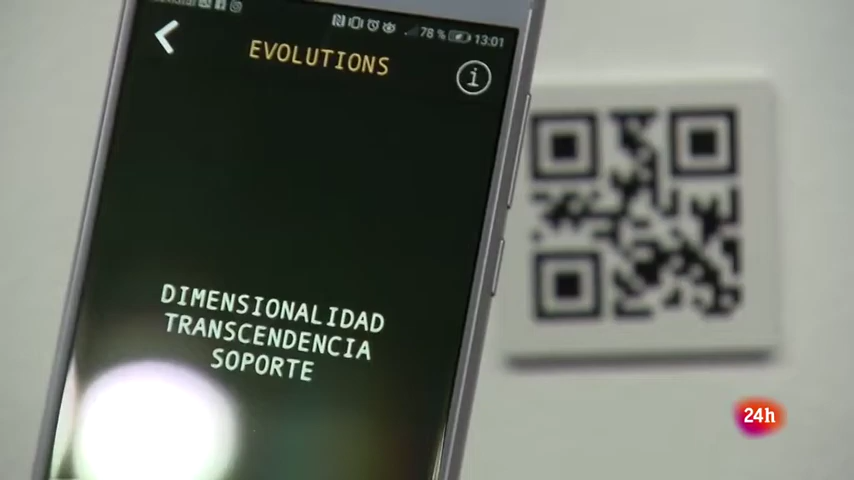 78 % 13:01
EVOLUTIONS
i
DIMENSIONALIDAD
TRANSCENDENCIA
SOPORTE
24h